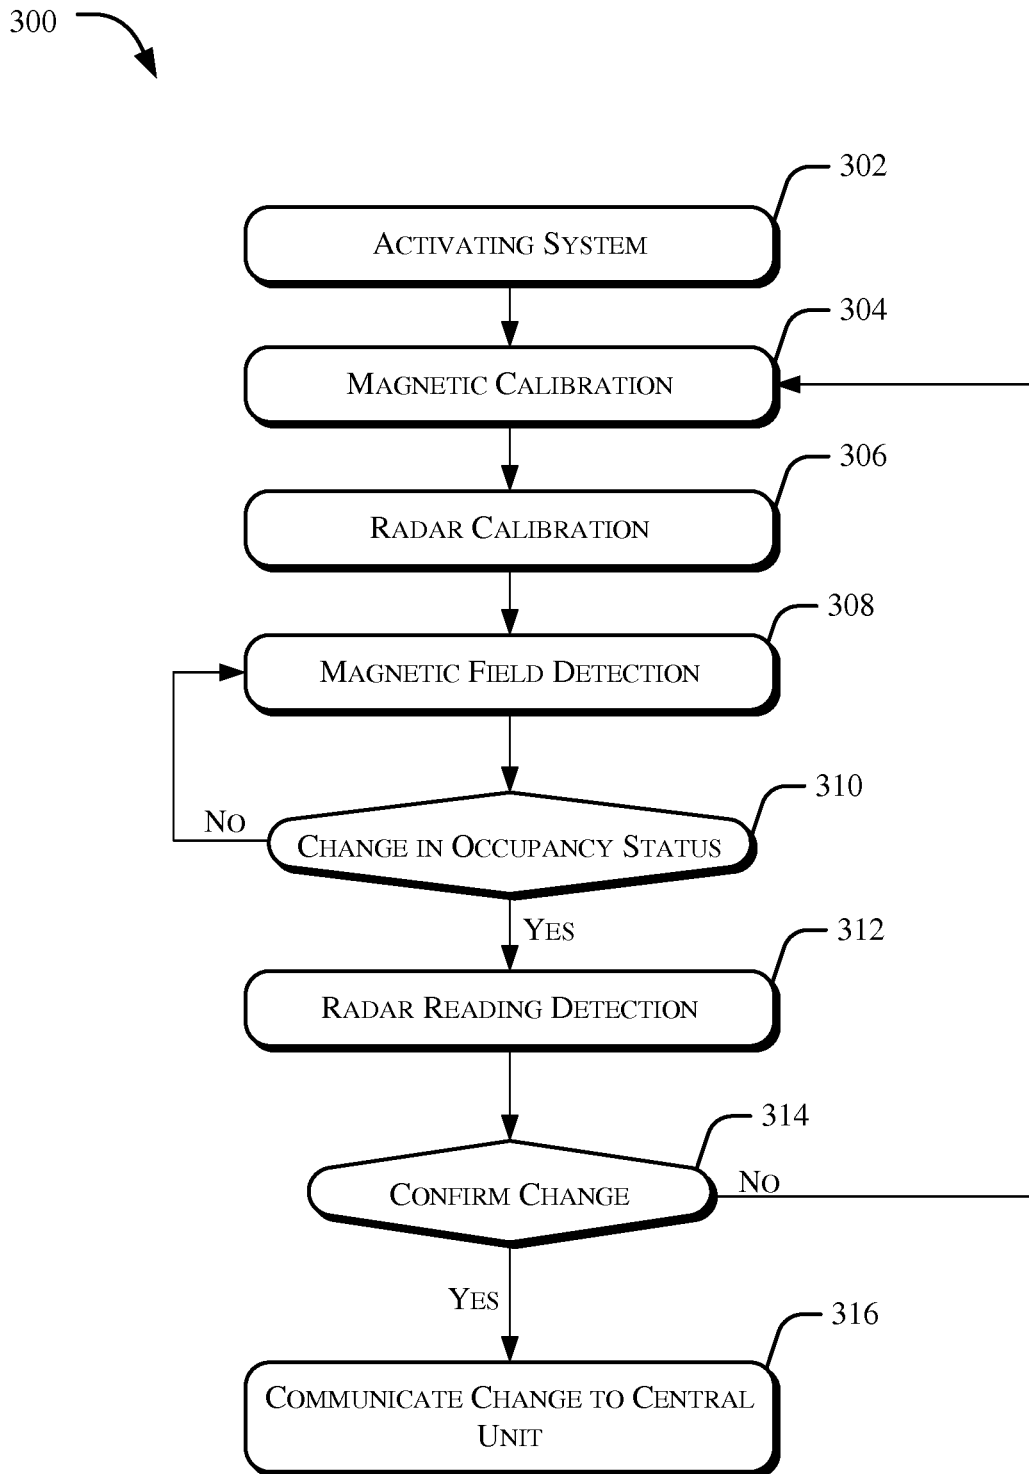 300
302
ACTIVATING SYSTEM
304
MAGNETIC CALIBRATION
306
RADAR CALIBRATION
308
MAGNETIC FIELD DETECTION
310
NO
CHANGE IN OCCUPANCY STATUS
YES
312
RADAR READING DETECTION
314
CONFIRM CHANGE
NO
YES
316
COMMUNICATE CHANGE TO CENTRAL
UNIT